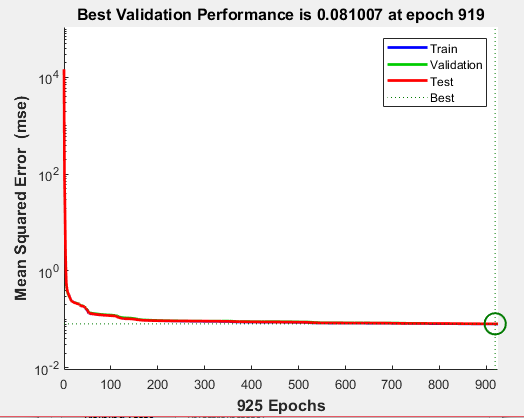 Best Validation Performance is 0.081007 at epoch 919
Mean Squared Error (mse)
10^4
10^2
10^0
10^-2
Train
Validation
Test
Best
0 100 200 300 400 500 600 700 800 900
925 Epochs